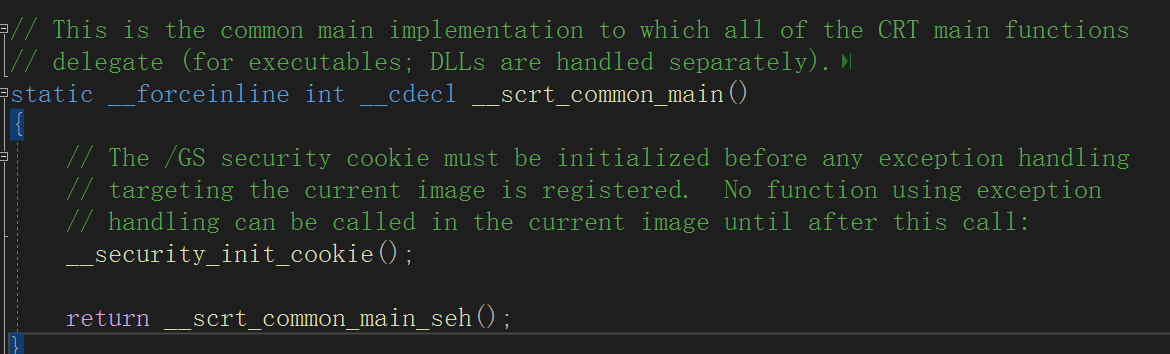 // This is the common main implementation to which all of the CRT main functions
// delegate (for executables; DLLs are handled separately).
static __forceinline int __cdecl __scrt_common_main()
{
// The /GS security cookie must be initialized before any exception handling
// targeting the current image is registered.  No function using exception
// handling can be called in the current image until after this call:
__security_init_cookie();
return __scrt_common_main_seh();
}